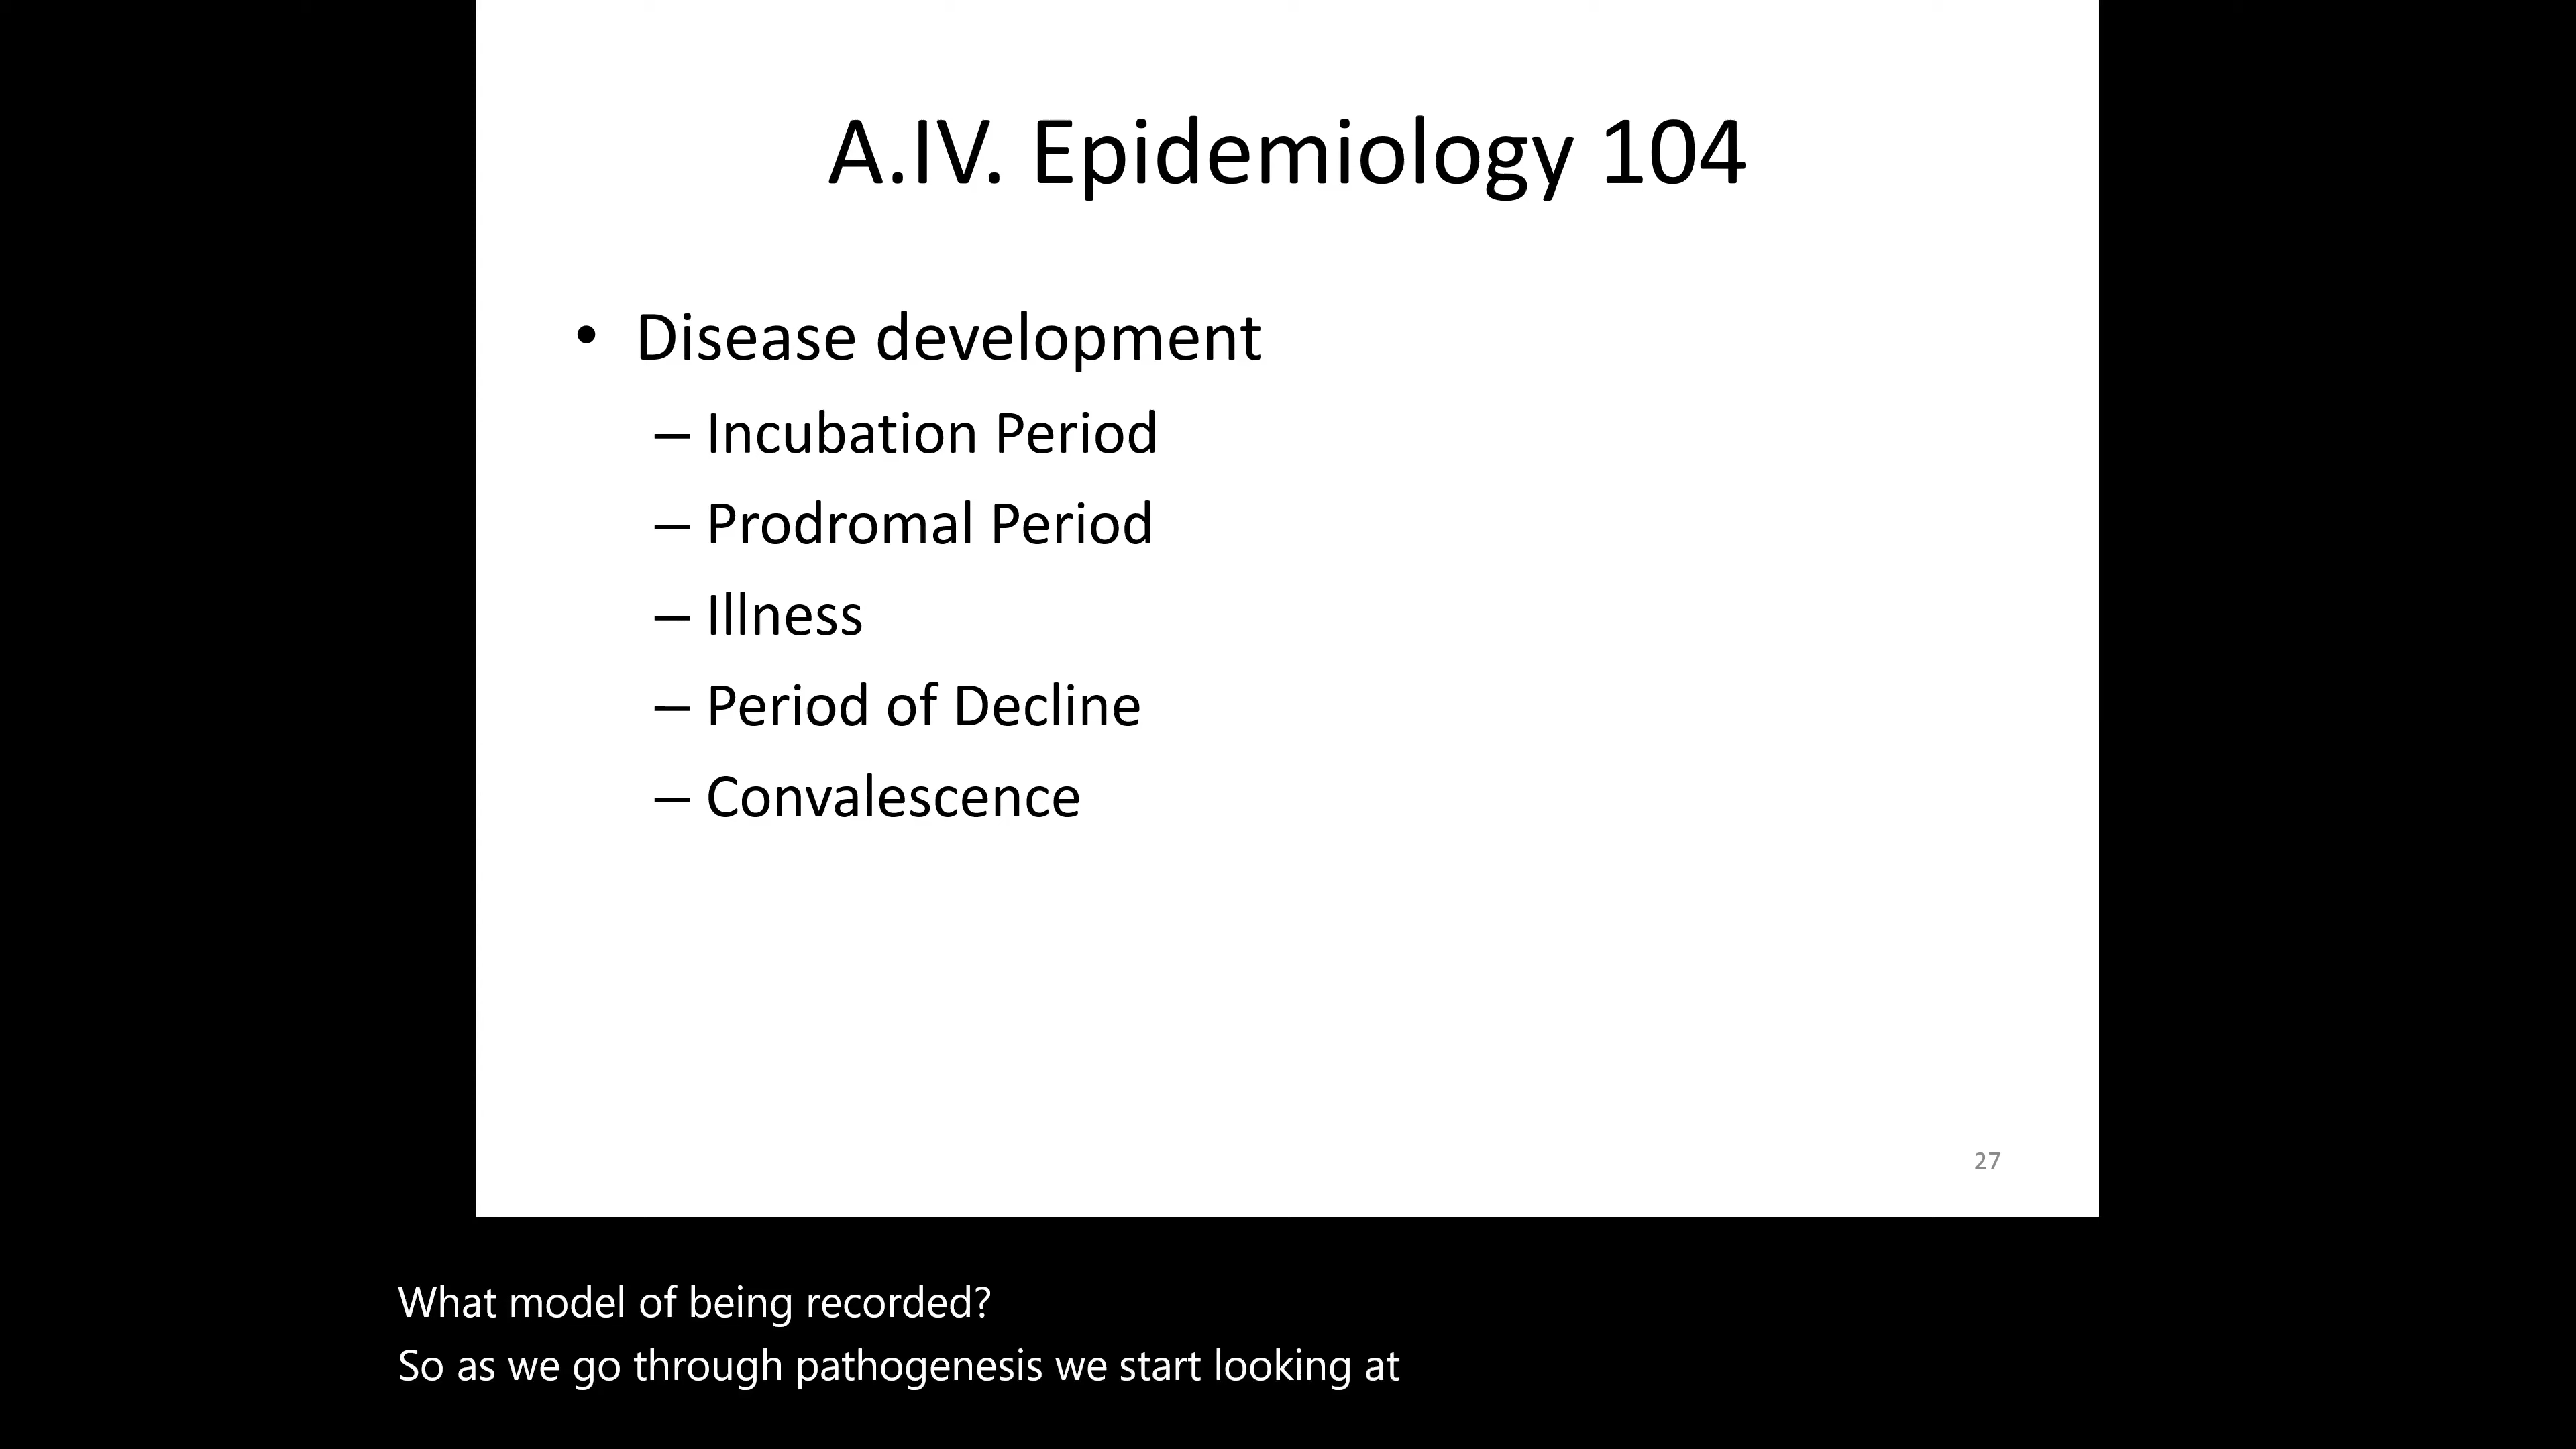 A.IV. Epidemiology 104
• Disease development
– Incubation Period
– Prodromal Period
– Illness
– Period of Decline
– Convalescence
27
What model of being recorded?
So as we go through pathogenesis we start looking at